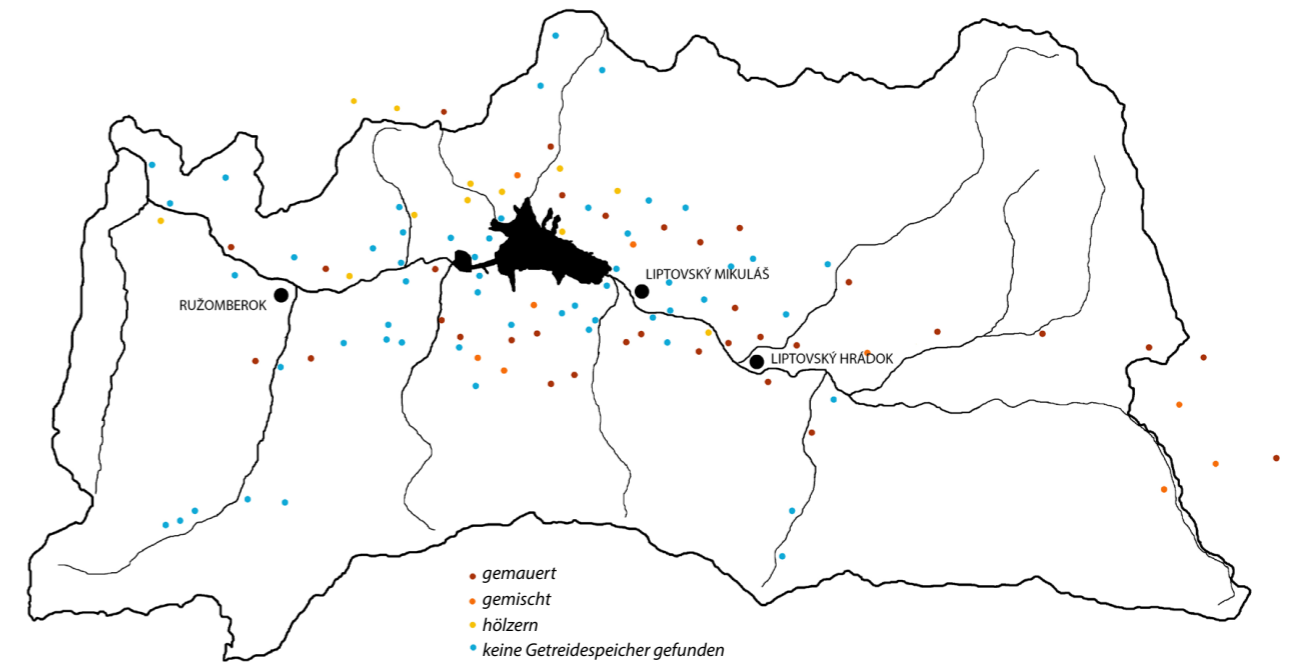 LIPTOVSKÝ MIKULÁŠ
RUŽOMBEROK
LIPTOVSKÝ HRÁDOK
gemauert
gemischt
hölzern
keine Getreidespeicher gefunden